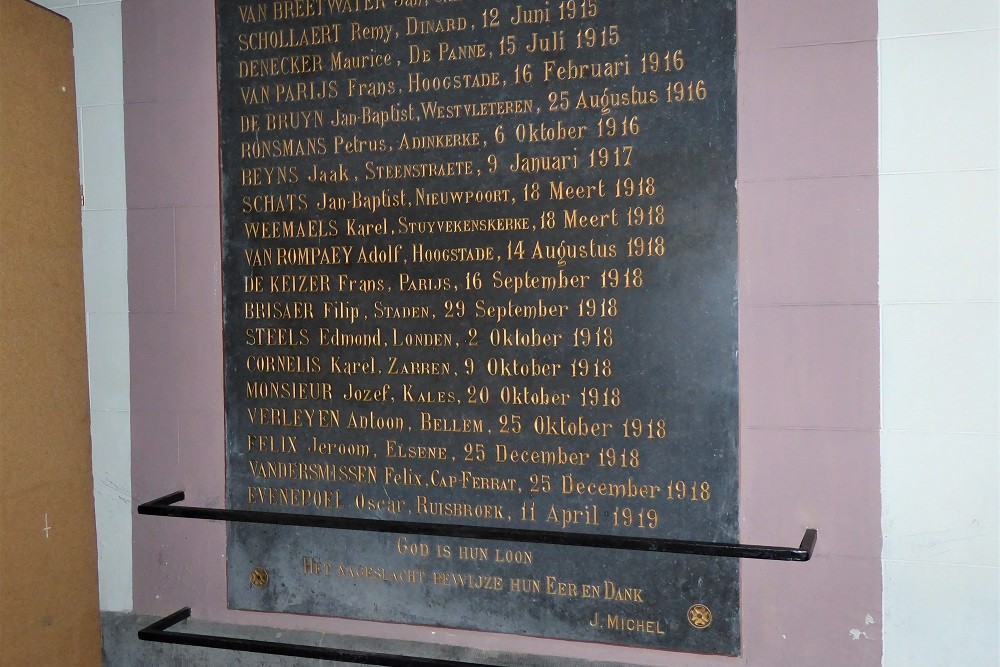 VAN BREETWATER Jan,
SCHOLLAERT Remy, DINARD, 12 Juni 1915
DENECKER Maurice, DE PANNE, 15 Juli 1915
VAN PARIJS Frans, HOOGSTADE, 16 Februari 1916
DE BRUYN Jan-Baptist, WESTVLETEREN, 25 Augustus 1916
RONSMANS Petrus, ADINKERKE, 6 Oktober 1916
BEYNS Jaak, STEENSTRAETE, 9 Januari 1917
SCHATS Jan-Baptist, NIEUWPOORT, 18 Meert 1918
WEEMAELS Karel, STUYVEKENSKERKE, 18 Meert 1918
VAN ROMPAEY Adolf, HOOGSTADE, 14 Augustus 1918
DE KEIZER Frans, PARIJS, 16 September 1918
BRISAER Filip, STADEN, 29 September 1918
STEELS Edmond, LONDEN, 2 Oktober 1918
CORNELIS Karel, ZARREN, 9 Oktober 1918
MONSIEUR Jozef, KALES, 20 Oktober 1918
VERLEYEN Antoon, BELLEM, 25 Oktober 1918
FELIX Jeroom, ELSENE, 25 December 1918
VANDERSMISSEN Felix, CAP-FERRAT, 25 December 1918
EVENEPOEL Oscar, RUISBROEK, 11 April 1919
GOD IS HUN LOON
HET NAGESLACHT BEWIJZE HUN EER EN DANK
J. MICHEL